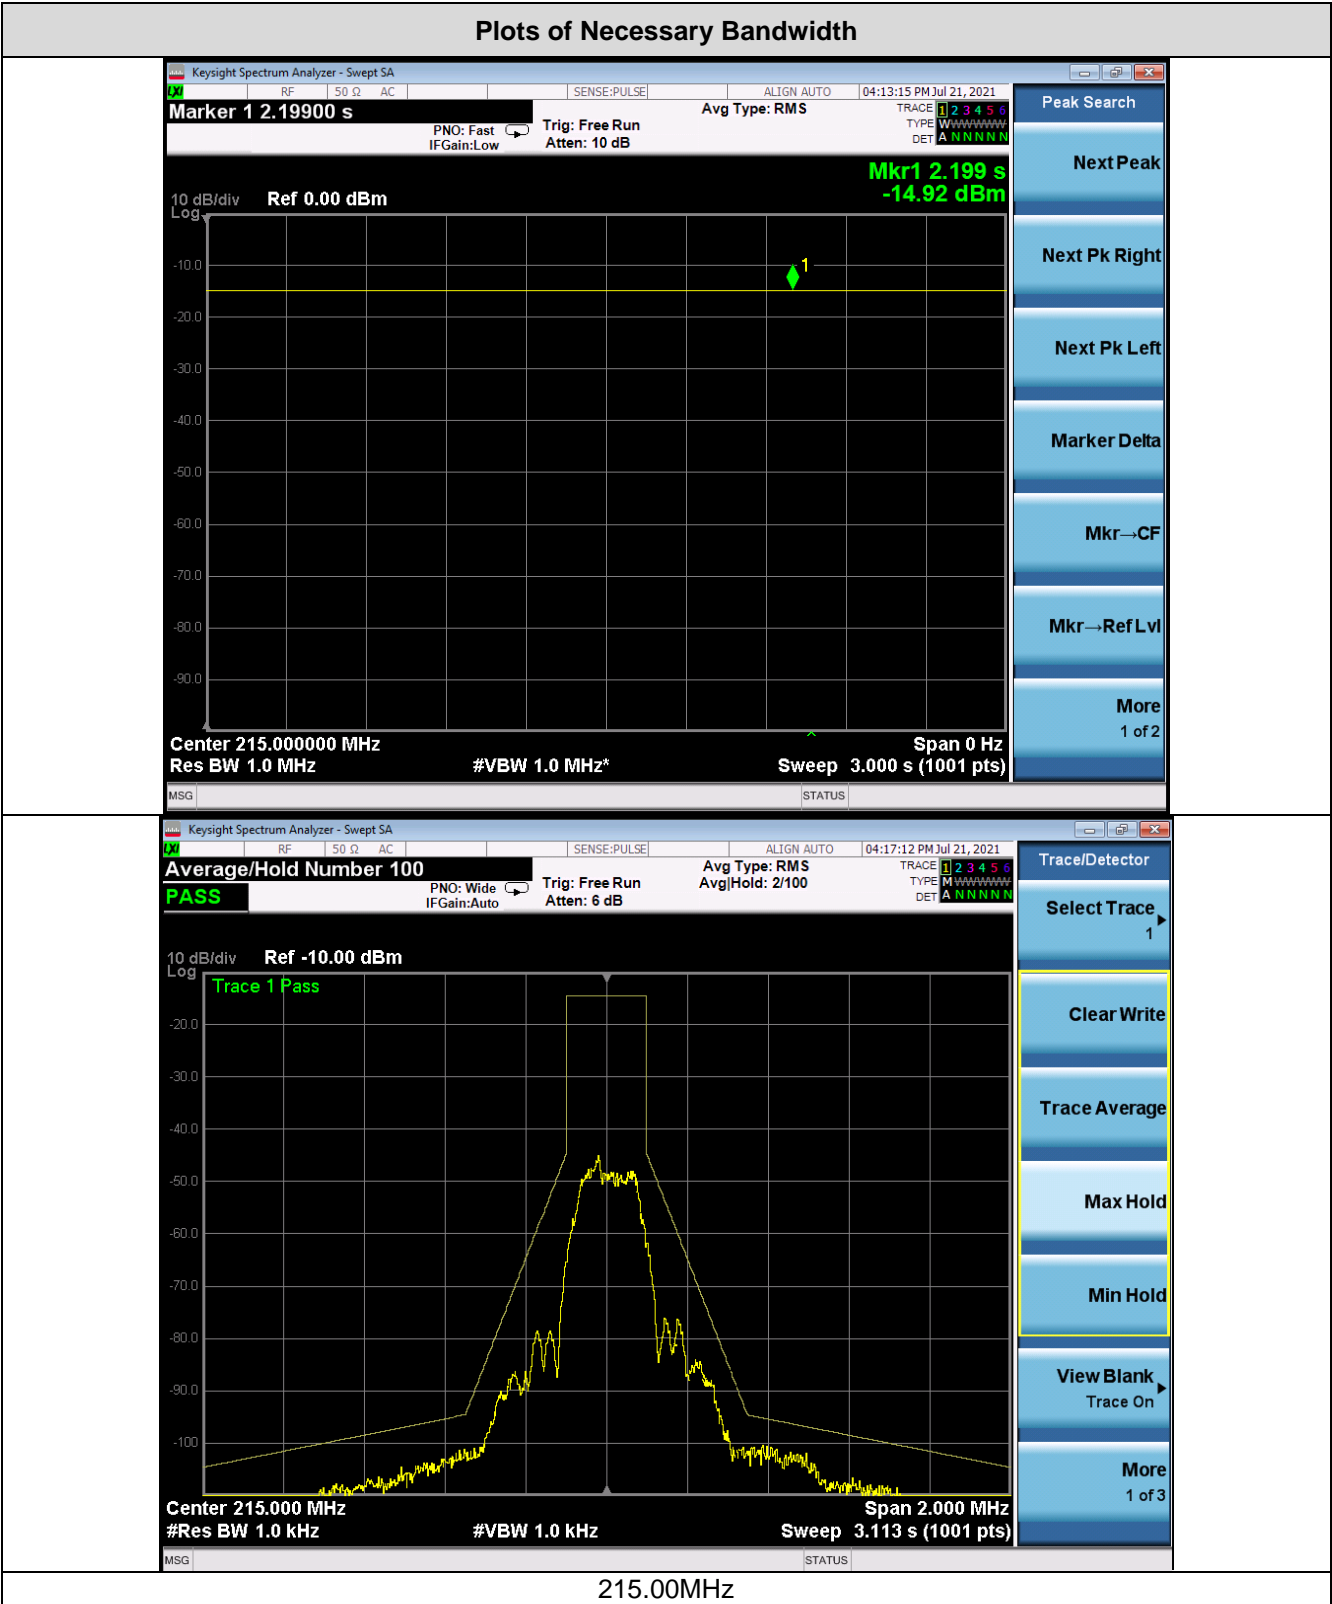 Plots of Necessary Bandwidth
Keysight Spectrum Analyzer - Swept SA
LXI RF 50 Ω AC SENSE:PULSE ALIGN AUTO 04:13:15 PM Jul 21, 2021
Marker 1 2.19900 s
PNO: Fast
IFGain:Low
Trig: Free Run
Atten: 10 dB
Avg Type: RMS
TRACE 1 2 3 4 5 6
TYPE WWWWWW
DET A N N N N N
Peak Search
Mkr1 2.199 s
-14.92 dBm
10 dB/div Ref 0.00 dBm
Log
1
-10.0
-20.0
-30.0
-40.0
-50.0
-60.0
-70.0
-80.0
-90.0
Center 215.000000 MHz Span 0 Hz
Res BW 1.0 MHz #VBW 1.0 MHz* Sweep 3.000 s (1001 pts)
MSG STATUS
Next Peak
Next Pk Right
Next Pk Left
Marker Delta
Mkr→CF
Mkr→Ref Lvl
More
1 of 2
Keysight Spectrum Analyzer - Swept SA
LXI RF 50 Ω AC SENSE:PULSE ALIGN AUTO 04:17:12 PM Jul 21, 2021
Average/Hold Number 100
PASS
PNO: Wide
IFGain:Auto
Trig: Free Run
Atten: 6 dB
Avg Type: RMS
Avg|Hold: 2/100
TRACE 1 2 3 4 5 6
TYPE M WWWWW
DET A N N N N N
Trace/Detector
10 dB/div Ref -10.00 dBm
Log
Trace 1 Pass
-20.0
-30.0
-40.0
-50.0
-60.0
-70.0
-80.0
-90.0
-100
Center 215.000 MHz Span 2.000 MHz
#Res BW 1.0 kHz #VBW 1.0 kHz Sweep 3.113 s (1001 pts)
MSG STATUS
Select Trace
1
Clear Write
Trace Average
Max Hold
Min Hold
View Blank
Trace On
More
1 of 3
215.00MHz